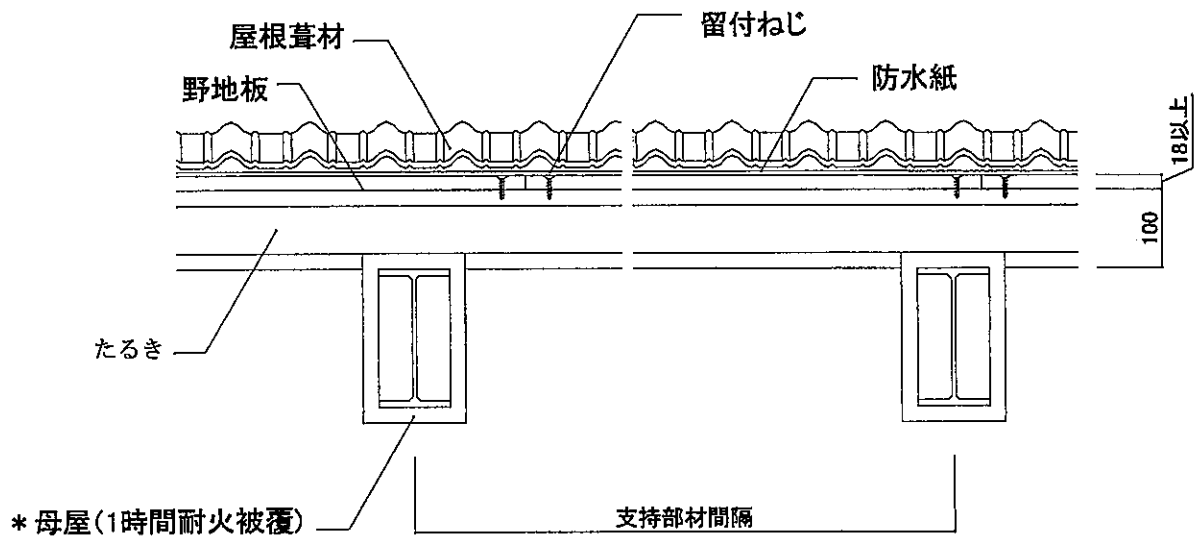 屋根葺材
留付ねじ
野地板
防水紙
18以上
100
たるき
*母屋(1時間耐火被覆)
支持部材間隔